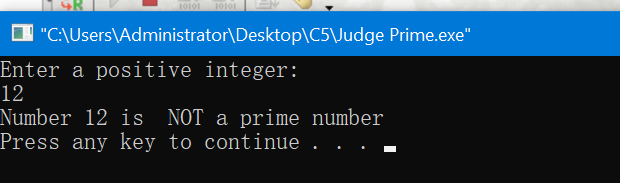 "C:\Users\Administrator\Desktop\C5\Judge Prime.exe"
Enter a positive integer:
12
Number 12 is  NOT a prime number
Press any key to continue . . .